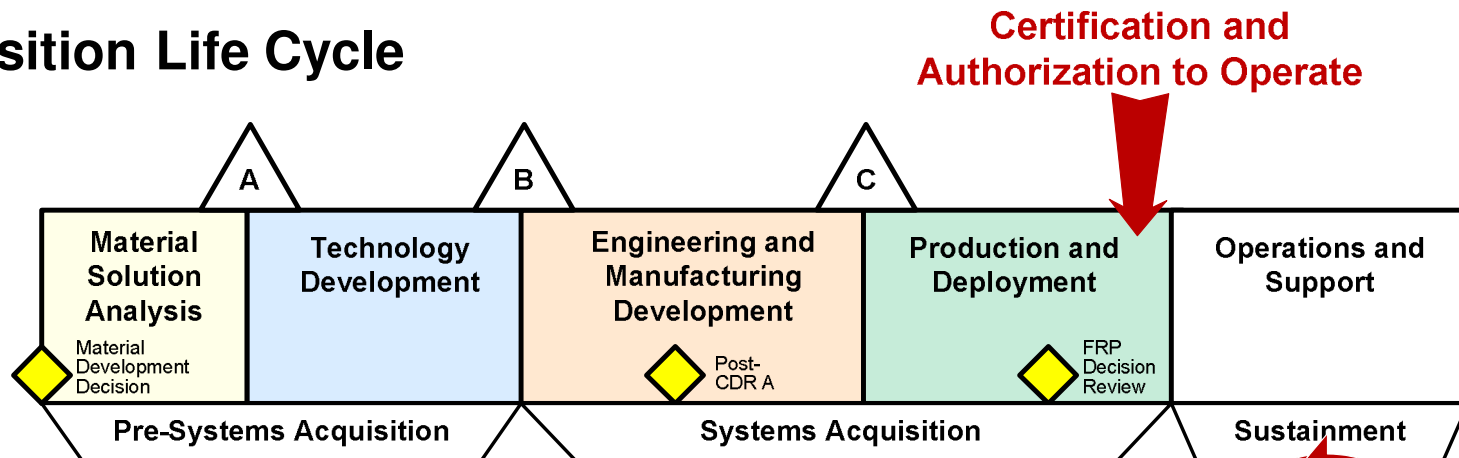 sition Life Cycle
Certification and
Authorization to Operate
A
B
C
Material
Solution
Analysis
Technology
Development
Engineering and
Manufacturing
Development
Production and
Deployment
Operations and
Support
Material
Development
Decision
Post-
CDR A
FRP
Decision
Review
Pre-Systems Acquisition
Systems Acquisition
Sustainment